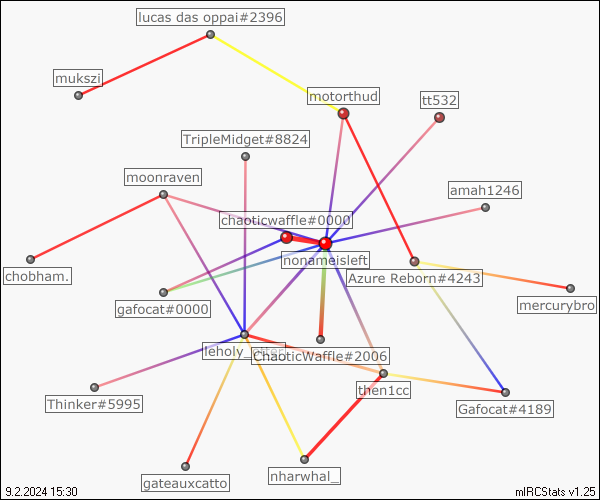 lucas das oppai#2396
mukszi
motorthud
tt532
TripleMidget#8824
moonraven
amah1246
chaoticwaffle#0000
nonameisleft
chobham.
Azure Reborn#4243
gafocat#0000
mercurybro
leholy_
ChaoticWaffle#2006
then1cc
Thinker#5995
Gafocat#4189
gateauxcatto
nharwhal_
9.2.2024 15:30
mIRCStats v1.25